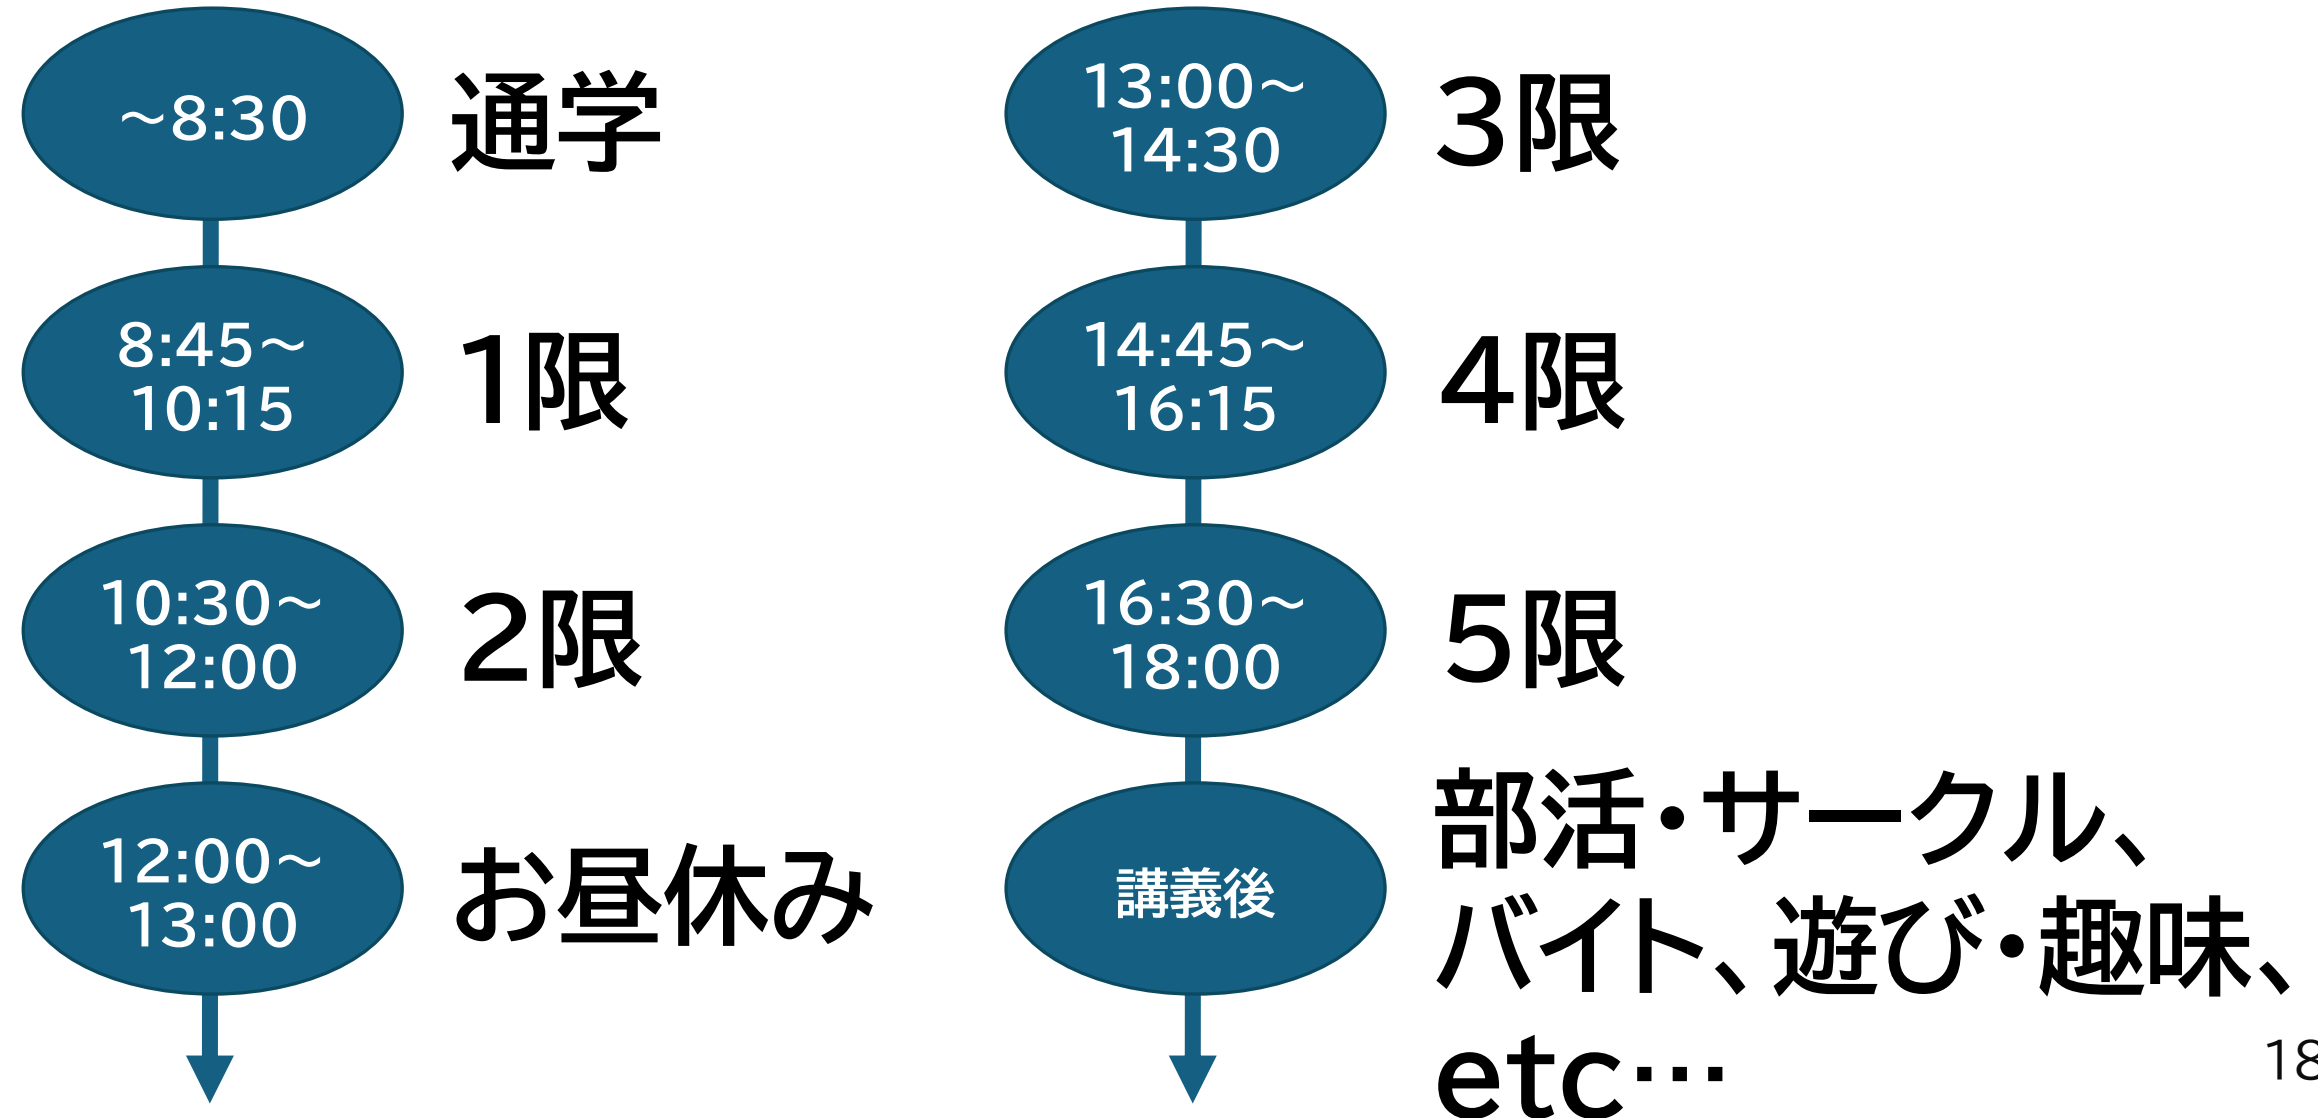 ~8:30
通学
8:45~
10:15
1限
10:30~
12:00
2限
12:00~
13:00
お昼休み
13:00~
14:30
3限
14:45~
16:15
4限
16:30~
18:00
5限
講義後
部活・サークル、
バイト、遊び・趣味、
etc…
18